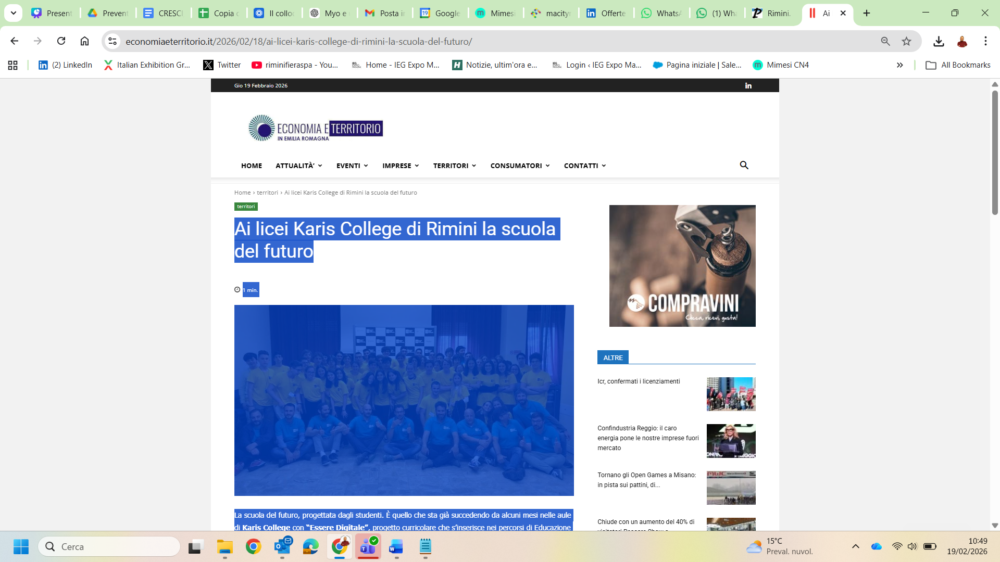 Present
Prevent
CRESCI
Copia c
Il colloc
Myo e
Posta in
Google
Mimesi
macityn
Offerte
WhatsA
(1) Wha
Rimini.
Ai
economiaeterritorio.it/2026/02/18/ai-licei-karis-college-di-rimini-la-scuola-del-futuro/
(2) LinkedIn
Italian Exhibition Gr...
Twitter
riminifieraspa - You...
Home - IEG Expo M...
Notizie, ultim'ora e...
Login ‹ IEG Expo Ma...
Pagina iniziale | Sale...
Mimesi CN4
All Bookmarks
Gio 19 Febbraio 2026
ECONOMIA E TERRITORIO
IN EMILIA ROMAGNA
HOME
ATTUALITÀ'
EVENTI
IMPRESE
TERRITORI
CONSUMATORI
CONTATTI
Home › territori › Ai licei Karis College di Rimini la scuola del futuro
territori
Ai licei Karis College di Rimini la scuola
del futuro
1 min.
La scuola del futuro, progettata dagli studenti. È quello che sta già succedendo da alcuni mesi nelle aule
di Karis College con “Essere Digitale”, progetto curricolare che s’inserisce nei percorsi di Educazione
COMPRAVINI
Clicca, ricevi, gusta!
ALTRE
Icr, confermati i licenziamenti
Confindustria Reggio: il caro
energia pone le nostre imprese fuori
mercato
Tornano gli Open Games a Misano:
in pista sui pattini, di...
Chiude con un aumento del 40% di
Cerca
15°C
Preval. nuvol.
10:49
19/02/2026